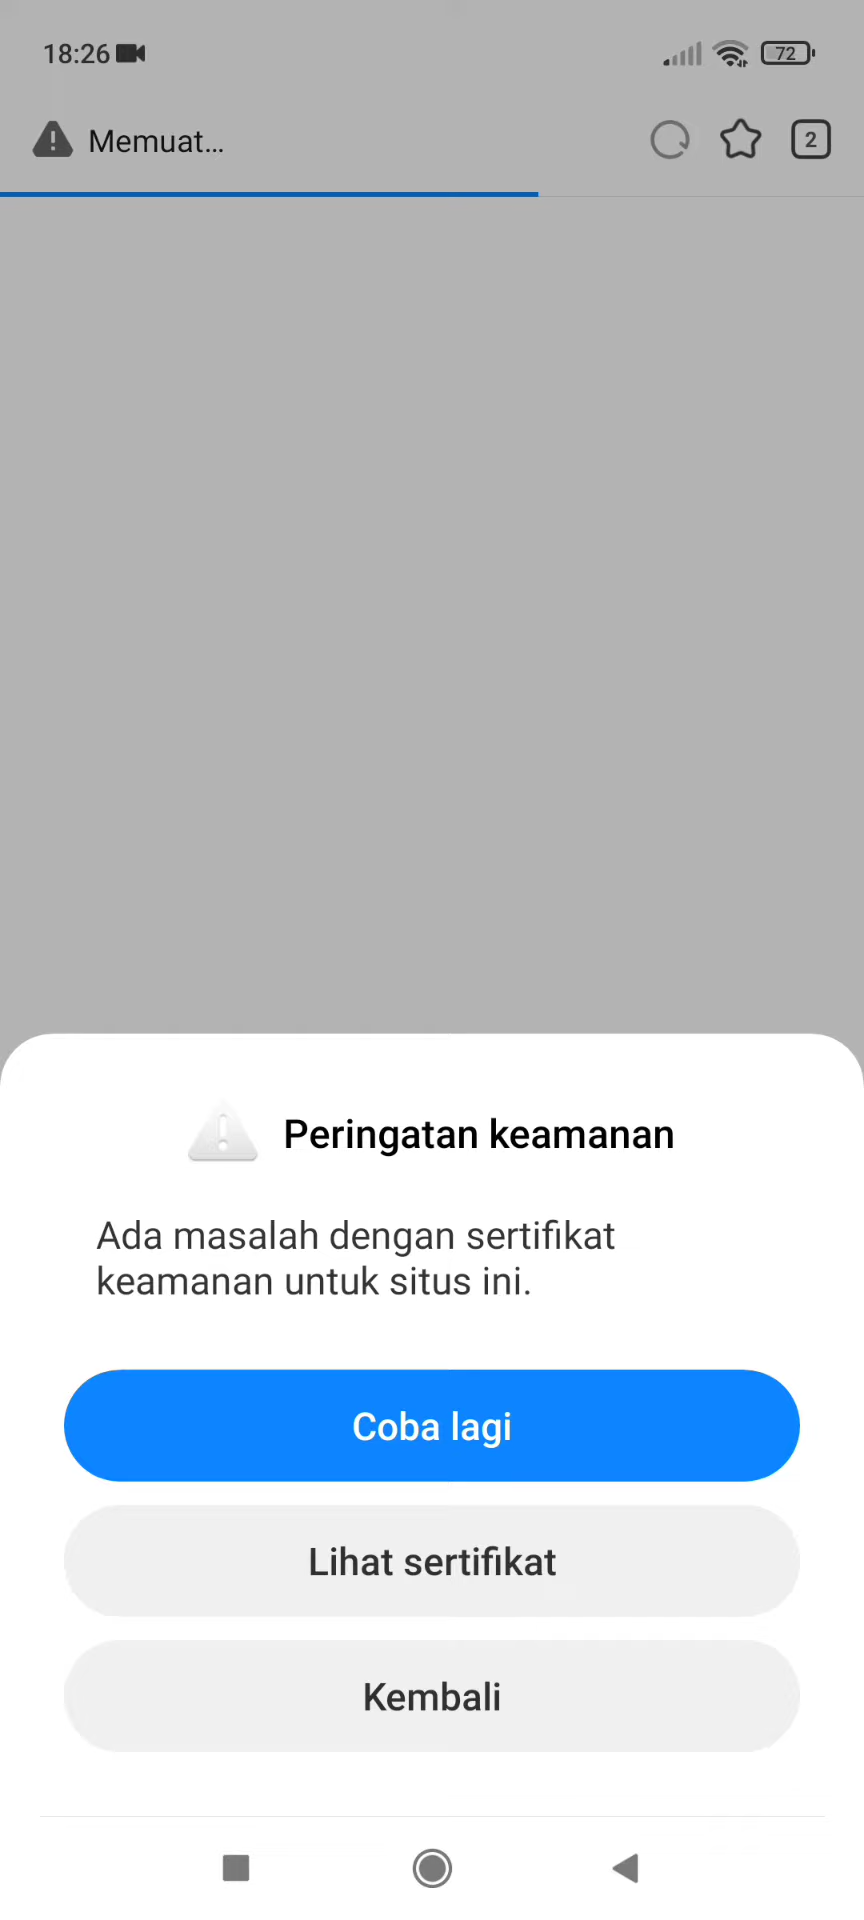 18:26
72
Memuat...
2
Peringatan keamanan
Ada masalah dengan sertifikat
keamanan untuk situs ini.
Coba lagi
Lihat sertifikat
Kembali